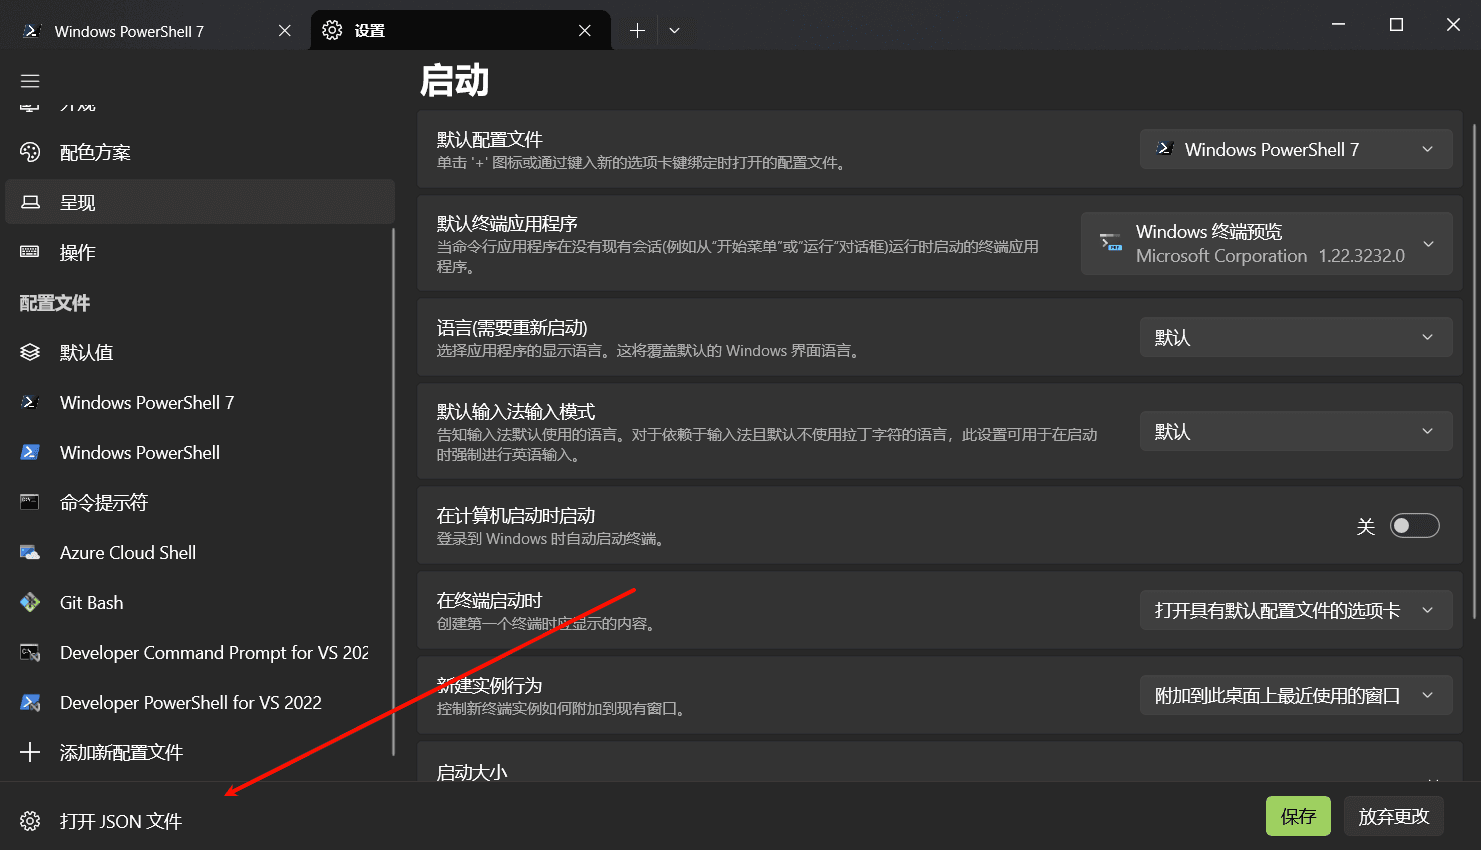 Windows PowerShell 7
设置
外观
配色方案
呈现
操作
配置文件
默认值
Windows PowerShell 7
Windows PowerShell
命令提示符
Azure Cloud Shell
Git Bash
Developer Command Prompt for VS 202
Developer PowerShell for VS 2022
添加新配置文件
打开 JSON 文件
启动
默认配置文件
单击 '+' 图标或通过键入新的选项卡键绑定时打开的配置文件。
Windows PowerShell 7
默认终端应用程序
当命令行应用程序在没有现有会话(例如从“开始菜单”或“运行”对话框)运行时启动的终端应用
程序。
Windows 终端预览
Microsoft Corporation 1.22.3232.0
语言(需要重新启动)
选择应用程序的显示语言。这将覆盖默认的 Windows 界面语言。
默认
默认输入法输入模式
告知输入法默认使用的语言。对于依赖于输入法且默认不使用拉丁字符的语言，此设置可用于在启动
时强制进行英语输入。
默认
在计算机启动时启动
登录到 Windows 时自动启动终端。
关
在终端启动时
创建第一个终端时应显示的内容。
打开具有默认配置文件的选项卡
新建实例行为
控制新终端实例如何附加到现有窗口。
附加到此桌面上最近使用的窗口
启动大小
保存
放弃更改